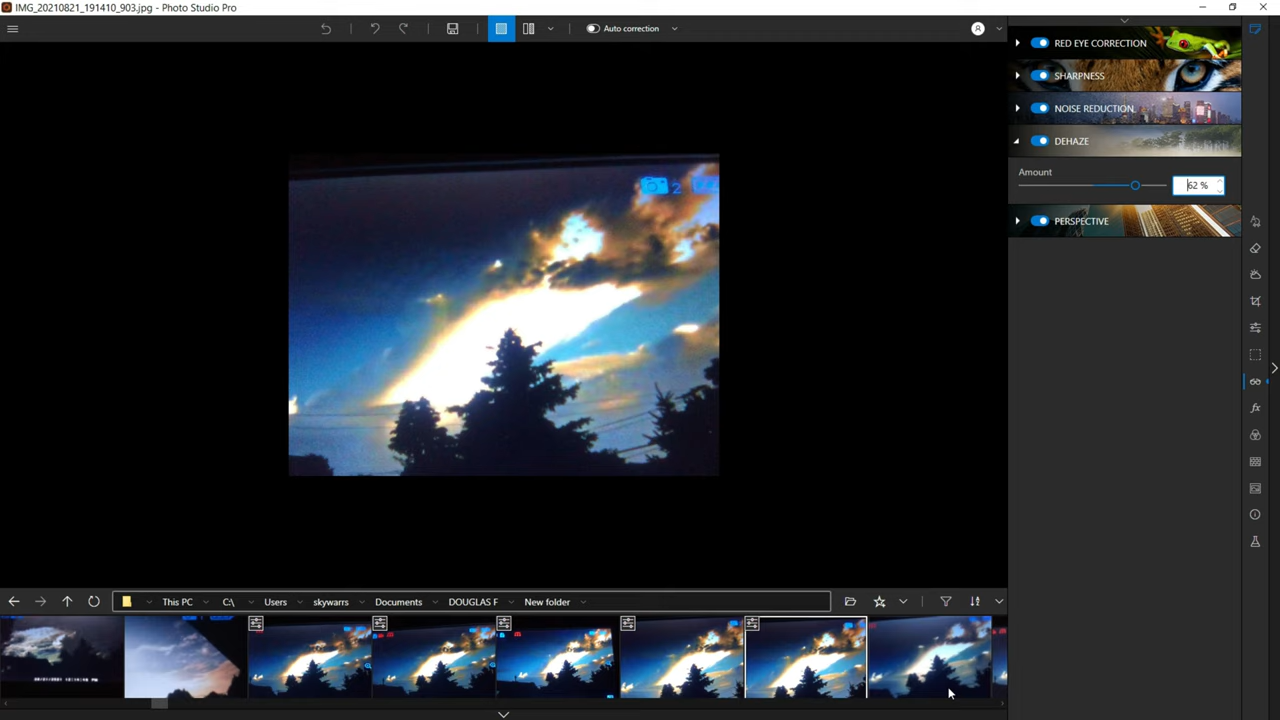 IMG_20210821_191410_903.jpg - Photo Studio Pro
Auto correction
RED EYE CORRECTION
SHARPNESS
NOISE REDUCTION
DEHAZE
Amount
62 %
PERSPECTIVE
2
This PC
C:\
Users
skywarrs
Documents
DOUGLAS F
New folder